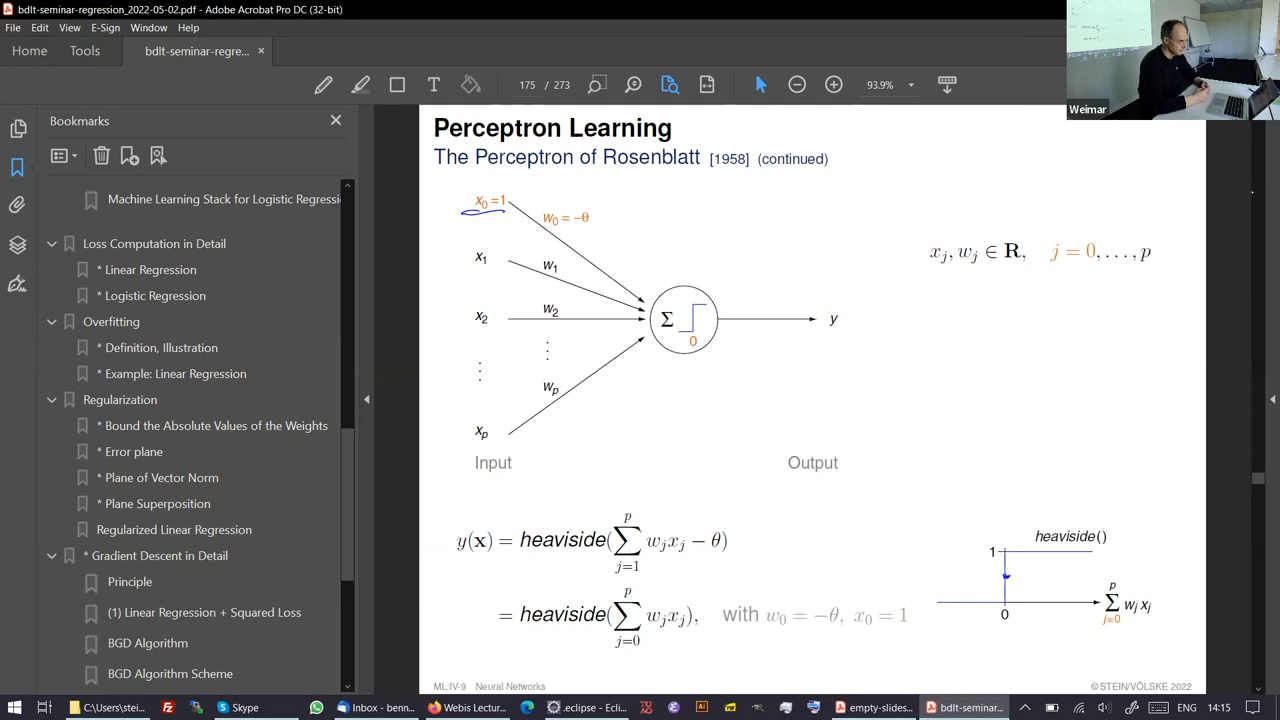 bdlt-seminar-regression_2022-05-02.pdf - Adobe Acrobat Pro DC (32-bit)
File Edit View E-Sign Window Help
Home Tools bdlt-seminar-regre... ×
175 / 273 93.9%
Weimar
Bookmarks
Machine Learning Stack for Logistic Regressi
Loss Computation in Detail
* Linear Regression
* Logistic Regression
Overfitting
* Definition, Illustration
* Example: Linear Regression
Regularization
* Bound the Absolute Values of the Weights
* Error plane
* Plane of Vector Norm
* Plane Superposition
Regularized Linear Regression
* Gradient Descent in Detail
Principle
(1) Linear Regression + Squared Loss
BGD Algorithm
BGD Algorithm Scheme
Perceptron Learning
The Perceptron of Rosenblatt [1958] (continued)
x₀ =1
w₀ = −θ
x₁
w₁
x₂
w₂
⋮
⋮
wₚ
xₚ
Σ
0
y
Input Output
xⱼ, wⱼ ∈ R, j = 0, . . . , p
y(x) = heaviside(∑ⱼ₌₁ᵖ wⱼxⱼ − θ)
= heaviside(∑ⱼ₌₀ᵖ wⱼxⱼ), with w₀ = −θ, x₀ = 1
heaviside()
1
0
∑ⱼ₌₀ᵖ wⱼ xⱼ
ML:IV-9 Neural Networks ©STEIN/VÖLSKE 2022
C:\Users\stei... Skype Inbox - benn... Webis Lectur... .eclipse - Ecli... empty-slides... bdlt-seminar... ENG 14:15